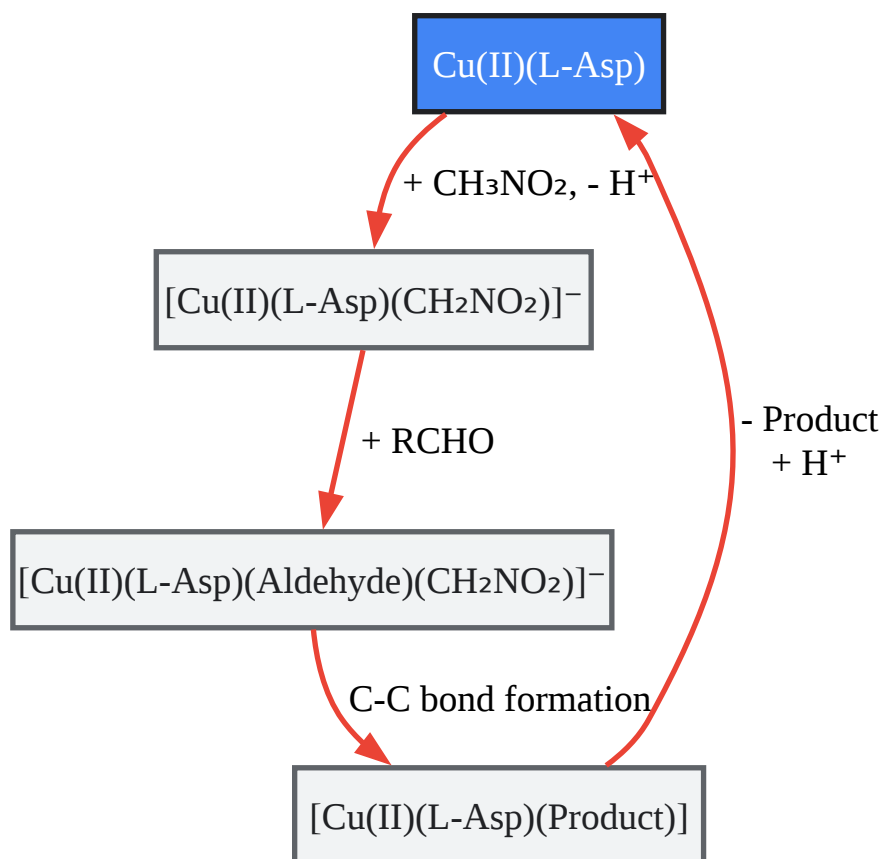 Cu(II)(L-Asp)
+ CH₃NO₂, - H⁺
[Cu(II)(L-Asp)(CH₂NO₂)]⁻
+ RCHO
- Product
+ H⁺
[Cu(II)(L-Asp)(Aldehyde)(CH₂NO₂)]⁻
C-C bond formation
[Cu(II)(L-Asp)(Product)]